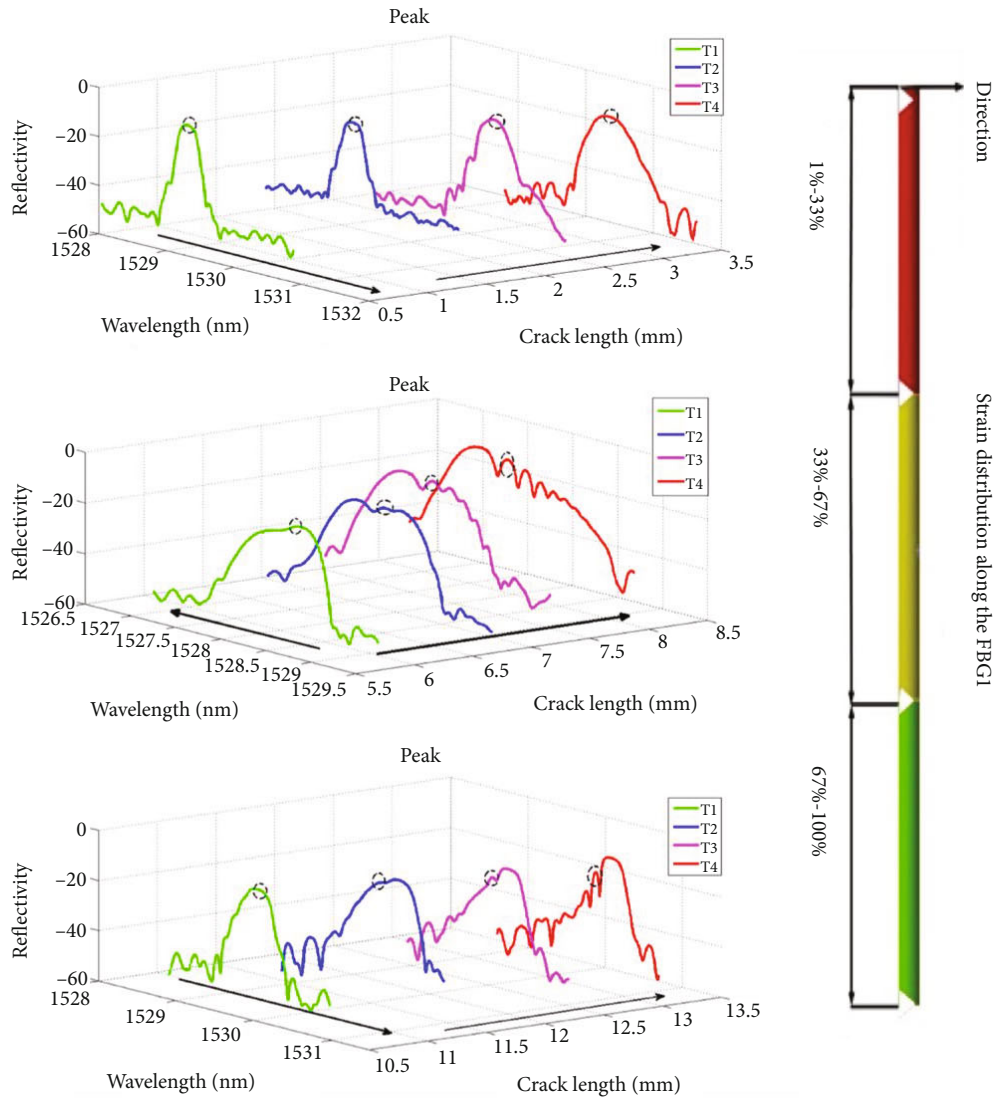 Peak
T1
T2
T3
T4
0
−20
−40
−60
Reflectivity
1528
1529
1530
1531
1532
Wavelength (nm)
0.5
1
1.5
2
2.5
3
3.5
Crack length (mm)
Peak
T1
T2
T3
T4
0
−20
−40
−60
Reflectivity
1526.5
1527
1527.5
1528
1528.5
1529
1529.5
Wavelength (nm)
5.5
6
6.5
7
7.5
8
8.5
Crack length (mm)
Peak
T1
T2
T3
T4
0
−20
−40
−60
Reflectivity
1528
1529
1530
1531
Wavelength (nm)
10.5
11
11.5
12
12.5
13
13.5
Crack length (mm)
1%-33%
33%-67%
67%-100%
Direction
Strain distribution along the FBG1